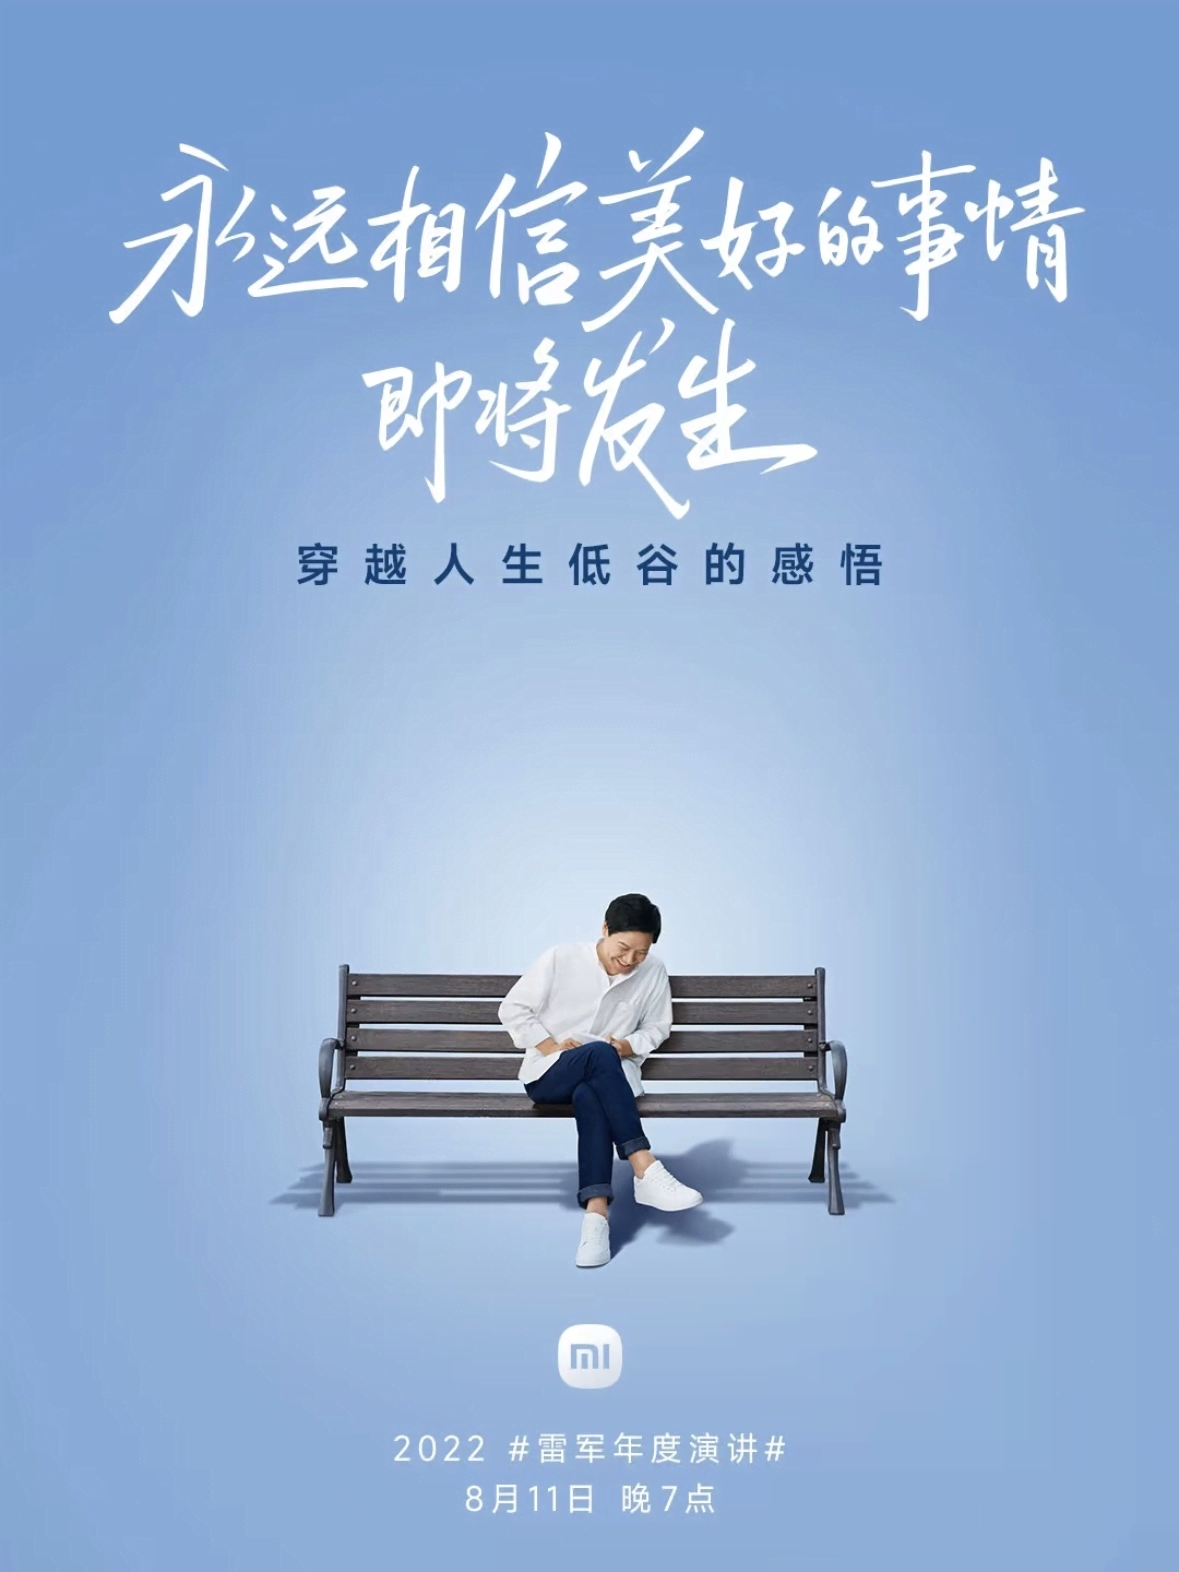 永远相信美好的事情
即将发生
穿越人生低谷的感悟
mi
2022 #雷军年度演讲#
8月11日 晚7点